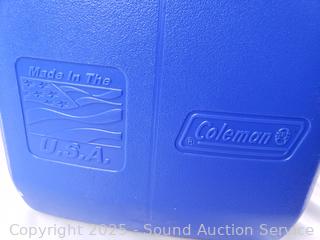 Made In The
U.S.A.
Coleman
®
Copyright 2025 - Sound Auction Service